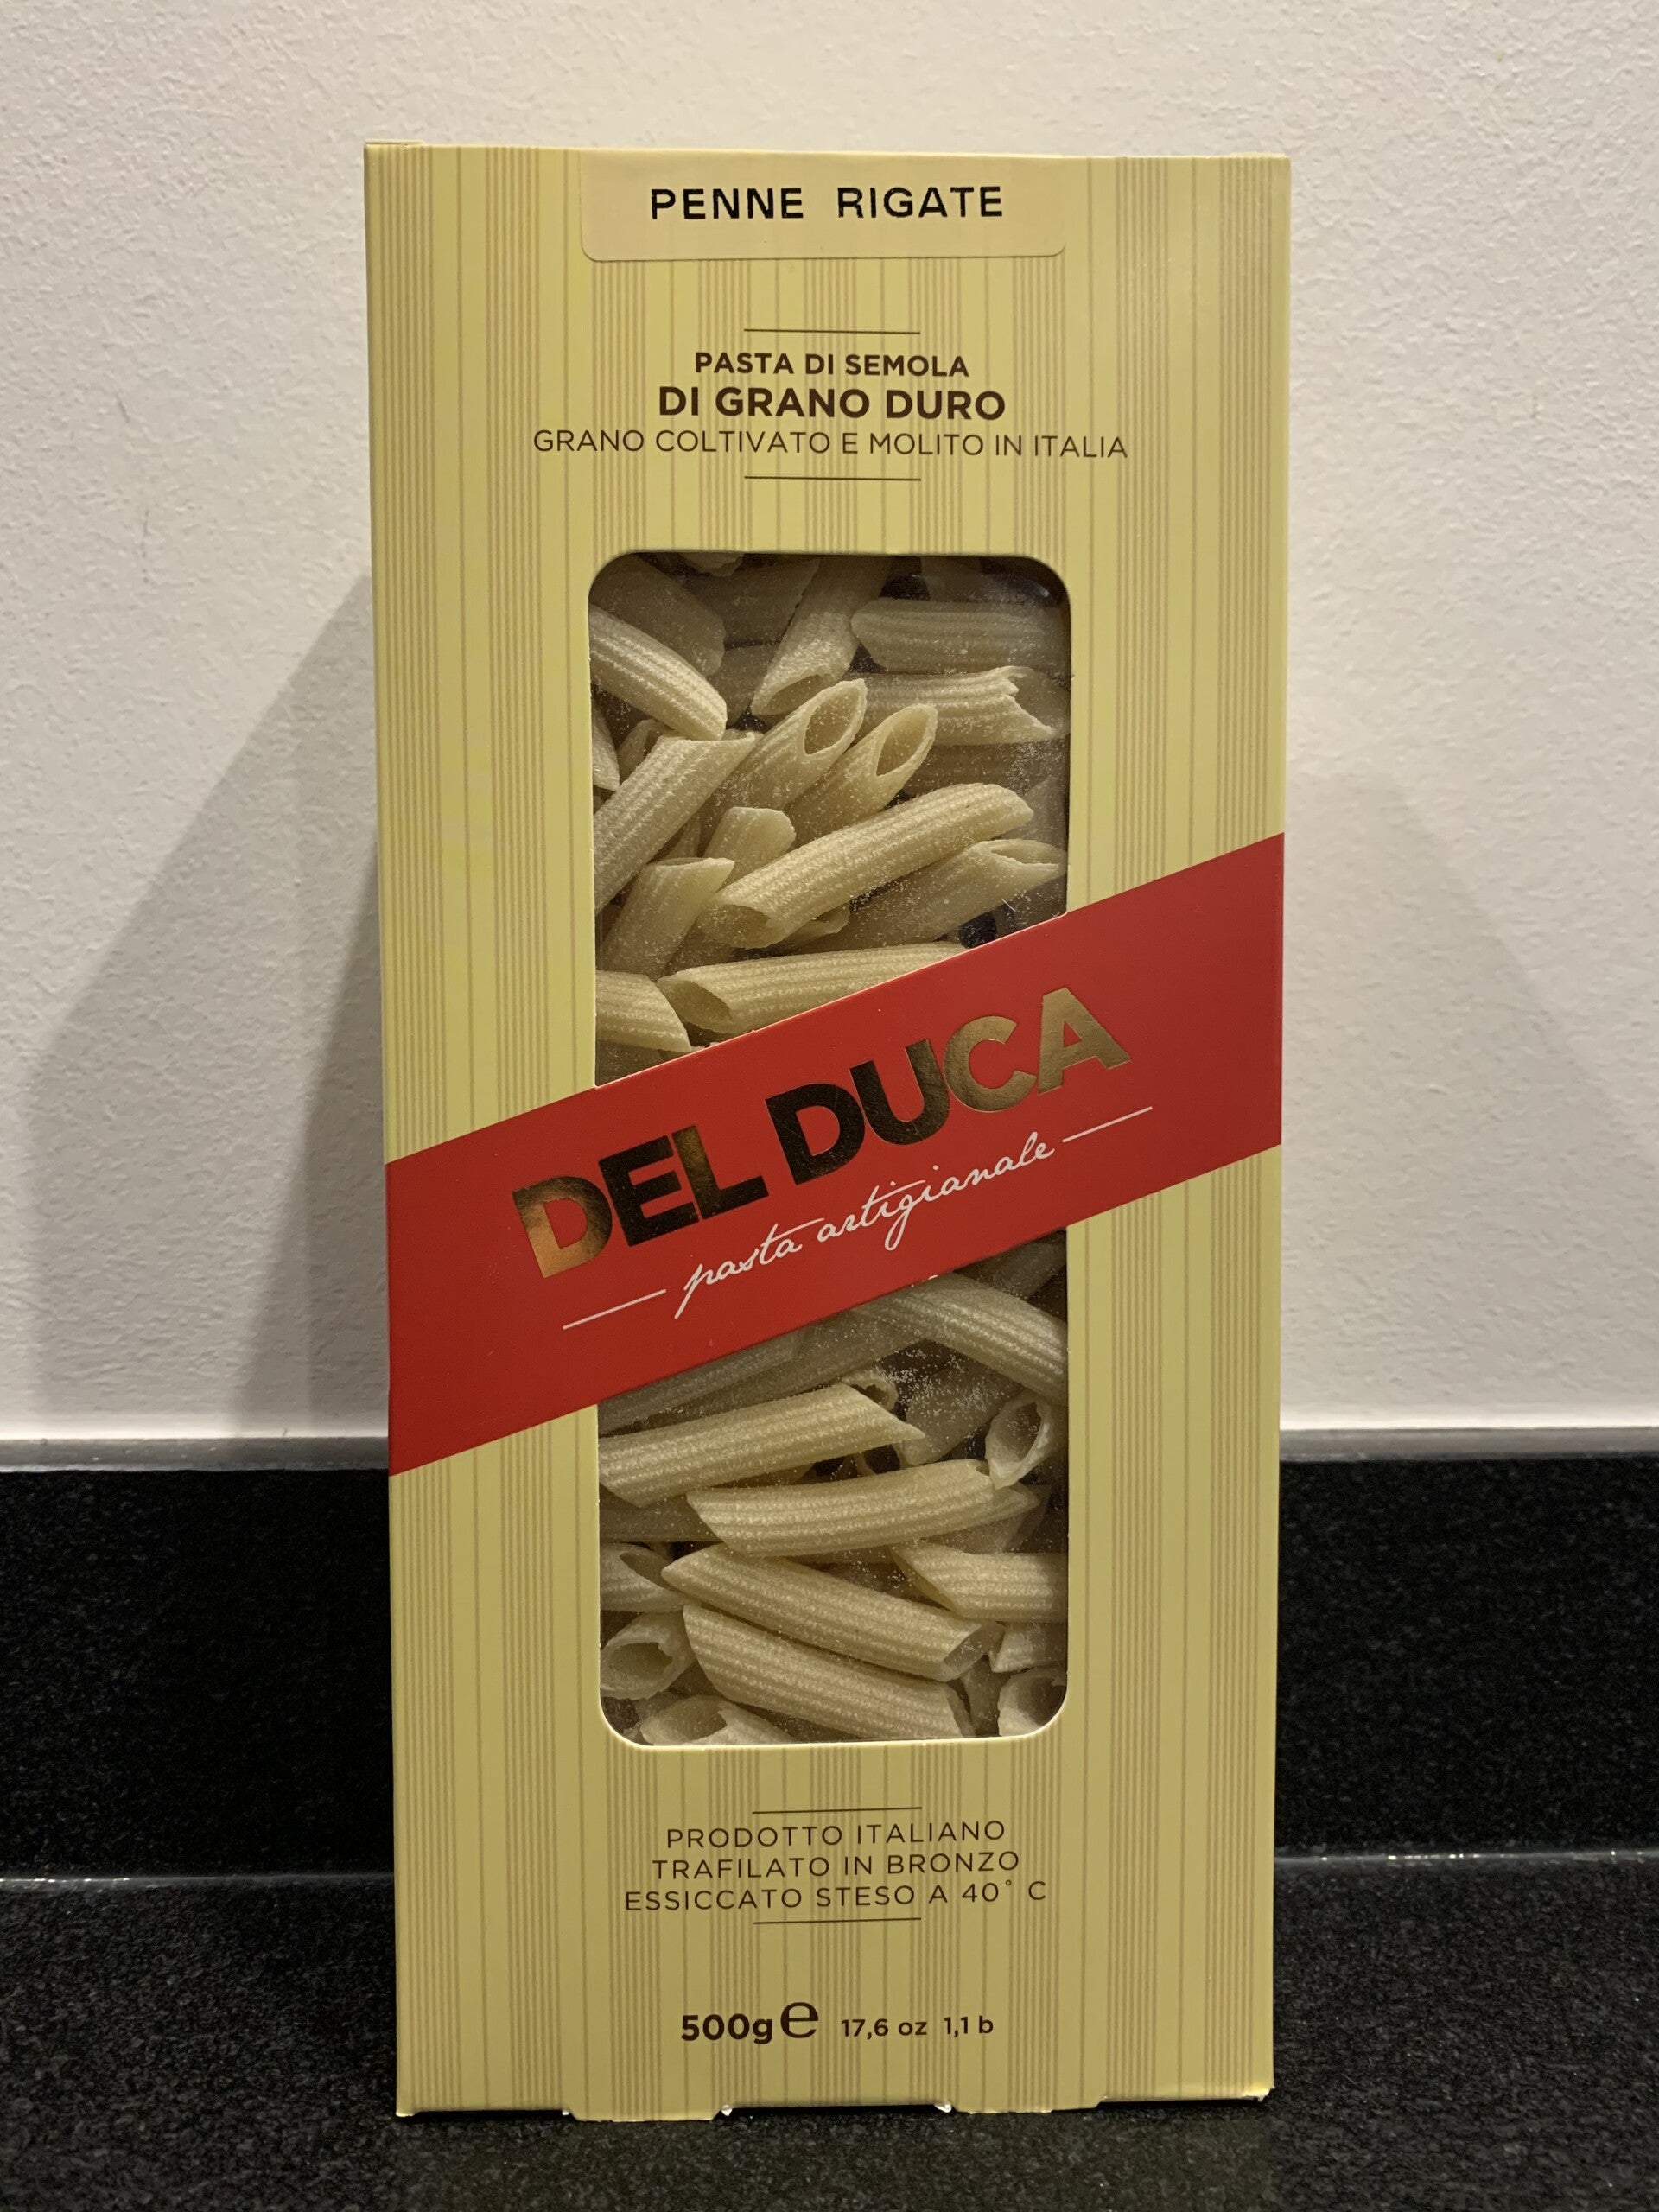 PENNE RIGATE
PASTA DI SEMOLA
DI GRANO DURO
GRANO COLTIVATO E MOLITO IN ITALIA
DEL DUCA
pasta artigianale
PRODOTTO ITALIANO
TRAFILATO IN BRONZO
ESSICCATO STESO A 40° C
500g℮ 17,6 oz 1,1 b